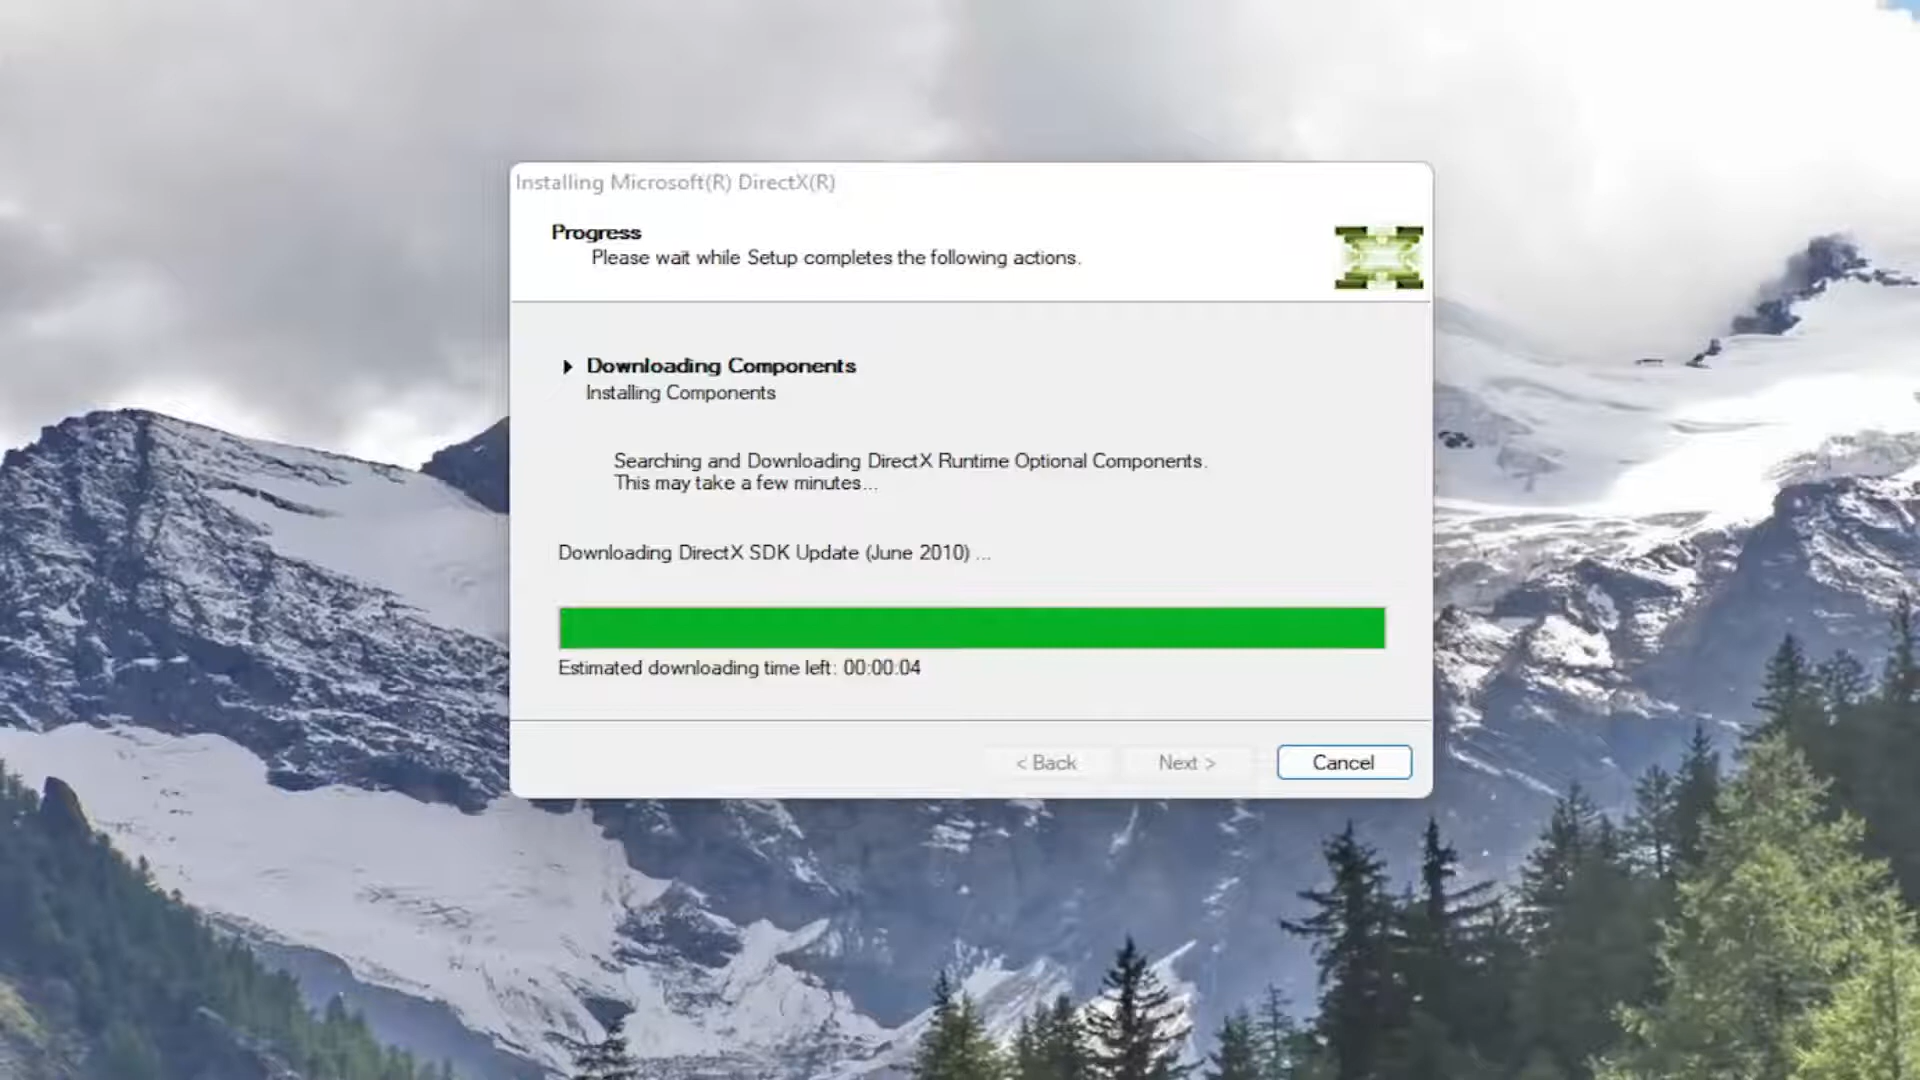 Installing Microsoft(R) DirectX(R)
Progress
Please wait while Setup completes the following actions.
Downloading Components
Installing Components
Searching and Downloading DirectX Runtime Optional Components.
This may take a few minutes...
Downloading DirectX SDK Update (June 2010) ...
Estimated downloading time left: 00:00:04
< Back Next > Cancel